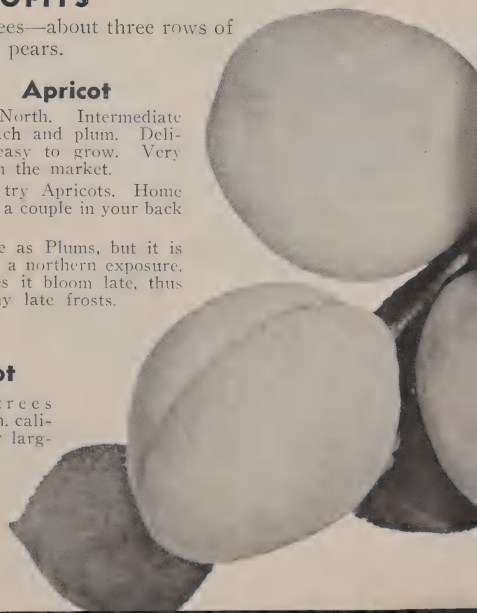 ees—about three rows of
pears.
Apricot
North. Intermediate
ch and plum. Deli-
easy to grow. Very
n the market.
try Apricots. Home
a couple in your back
e as Plums, but it is
a northern exposure.
s it bloom late, thus
y late frosts.
ot
trees
n. cali-
r larg-